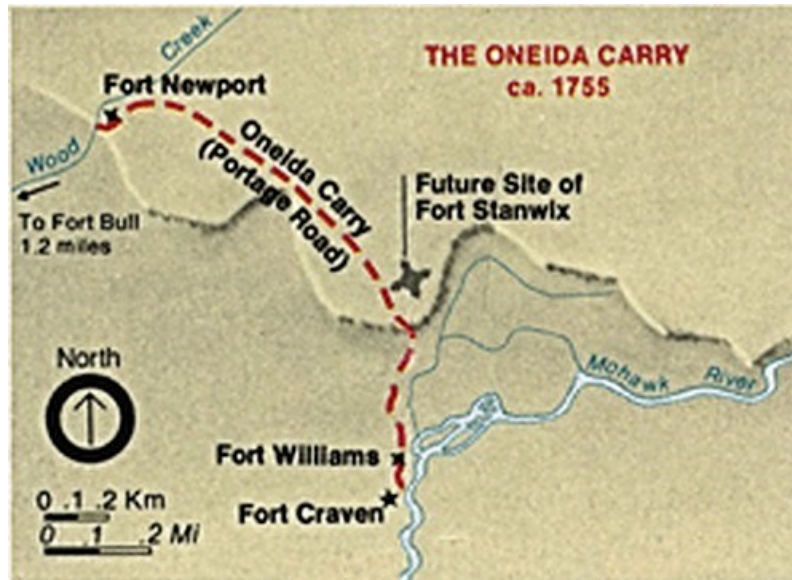 THE ONEIDA CARRY
ca. 1755
Creek
Fort Newport
Wood
To Fort Bull
1.2 miles
Oneida Carry
(Portage Road)
Future Site of
Fort Stanwix
North
Mohawk River
Fort Williams
Fort Craven
0 .1 .2 Km
0 .1 .2 Mi